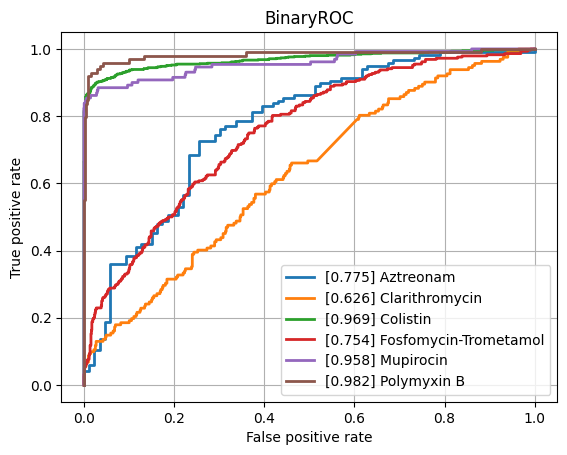 BinaryROC
True positive rate
1.0
0.8
0.6
0.4
0.2
0.0
[0.775] Aztreonam
[0.626] Clarithromycin
[0.969] Colistin
[0.754] Fosfomycin-Trometamol
[0.958] Mupirocin
[0.982] Polymyxin B
0.0 0.2 0.4 0.6 0.8 1.0
False positive rate